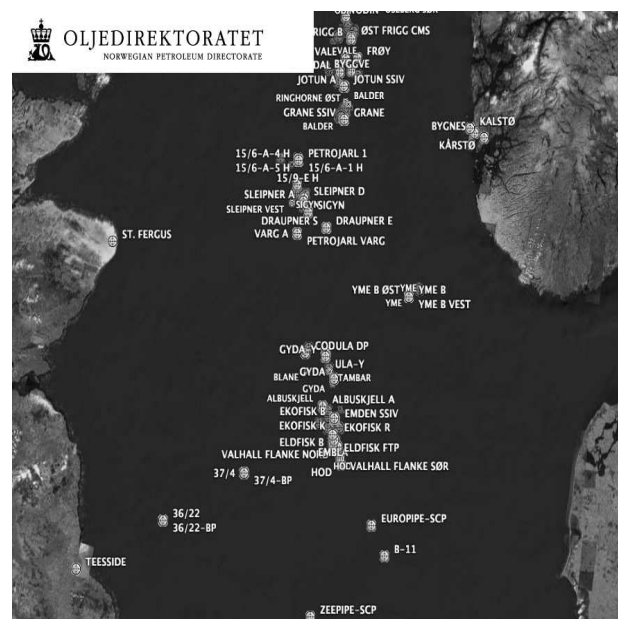 OLJEDIREKTORATET
NORWEGIAN PETROLEUM DIRECTORATE
ØST FRIGG CMS
VALEVALE FRØY
BYGGVE
JOTUN A JOTUN SSIV
RINGHORNE ØST BALDER
GRANE SSIV GRANE
BALDER
BYGNES KALSTØ
KÅRSTØ
15/6-A-4 H PETROJARL 1
15/6-A-5 H 15/6-A-1 H
15/9-E H
SLEIPNER A SLEIPNER D
SLEIPNER VEST SIGYN
DRAUPNER S DRAUPNER E
ST. FERGUS
VARG A PETROJARL VARG
YME B ØST YME YME B
YME YME B VEST
GYDA-Y CODULA DP
ULA-Y
BLANE GYDA TAMBAR
GYDA
ALBUSKJELL ALBUSKJELL A
EKOFISK B EMDEN SSIV
EKOFISK K EKOFISK R
ELDFISK B ELDFISK FTP
VALHALL FLANKE EMBLA
HOD HOD VALHALL FLANKE SØR
37/4 37/4-BP
36/22 EUROPIPE-SCP
36/22-BP
B-11
TEESSIDE
ZEEPIPE-SCP